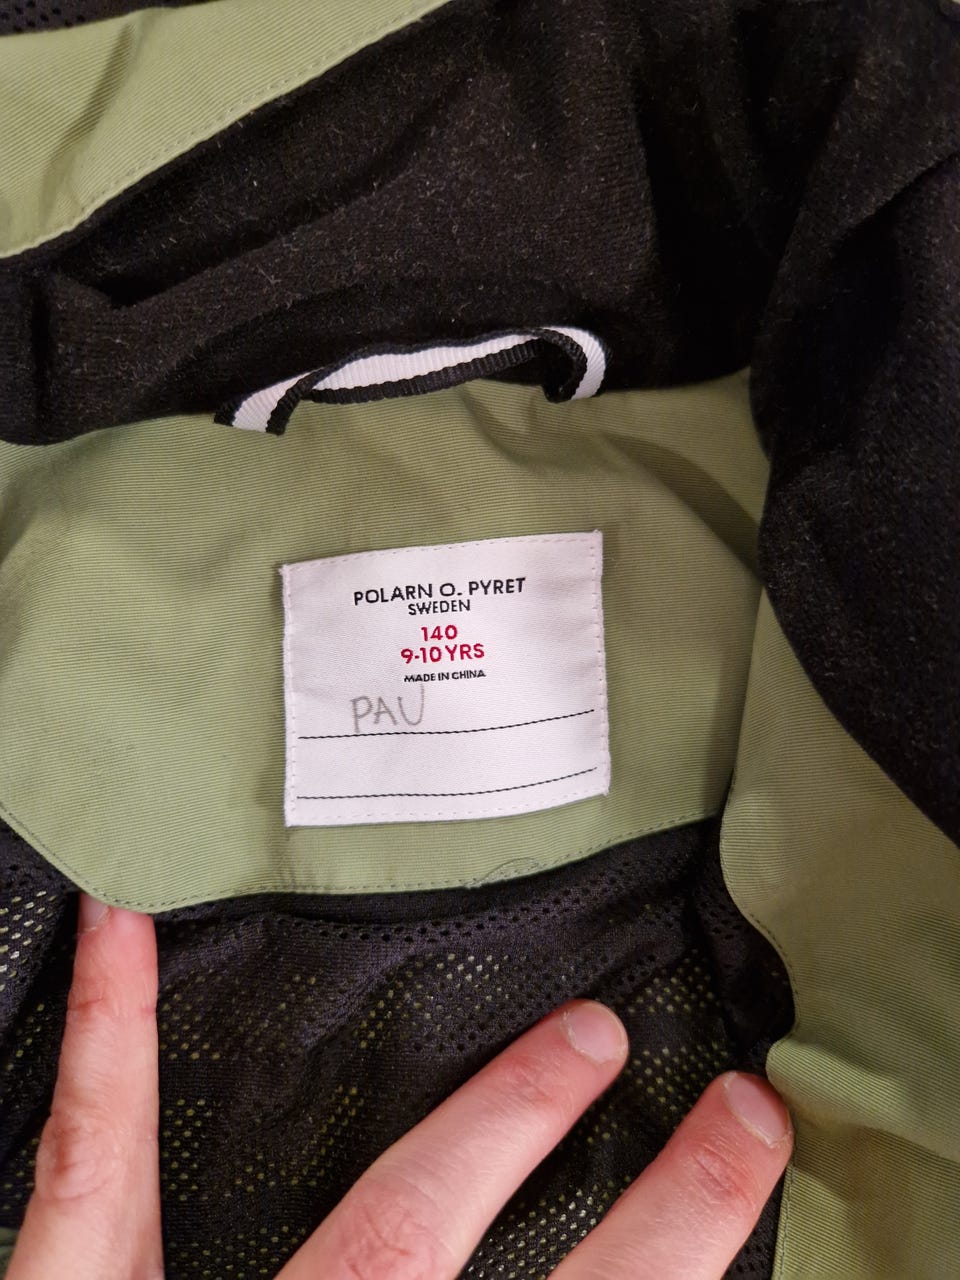 POLARN O. PYRET
SWEDEN
140
9-10 YRS
MADE IN CHINA
PAU